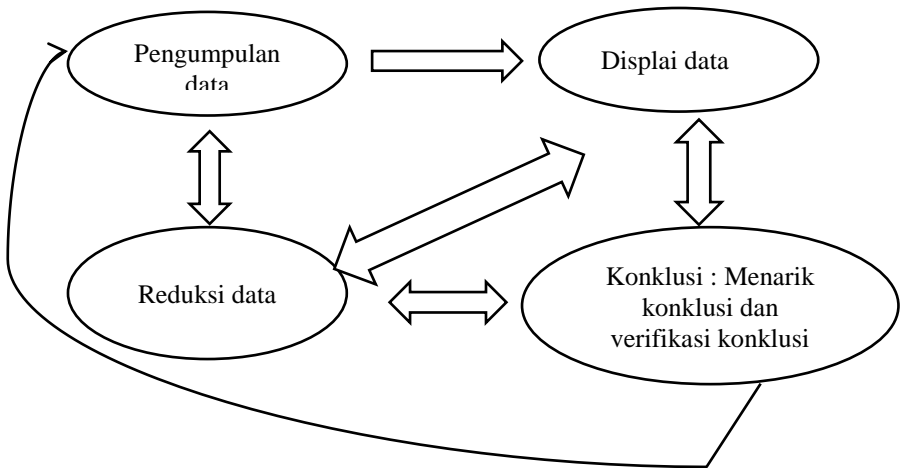 Pengumpulan
data
Displai data
Reduksi data
Konklusi : Menarik
konklusi dan
verifikasi konklusi